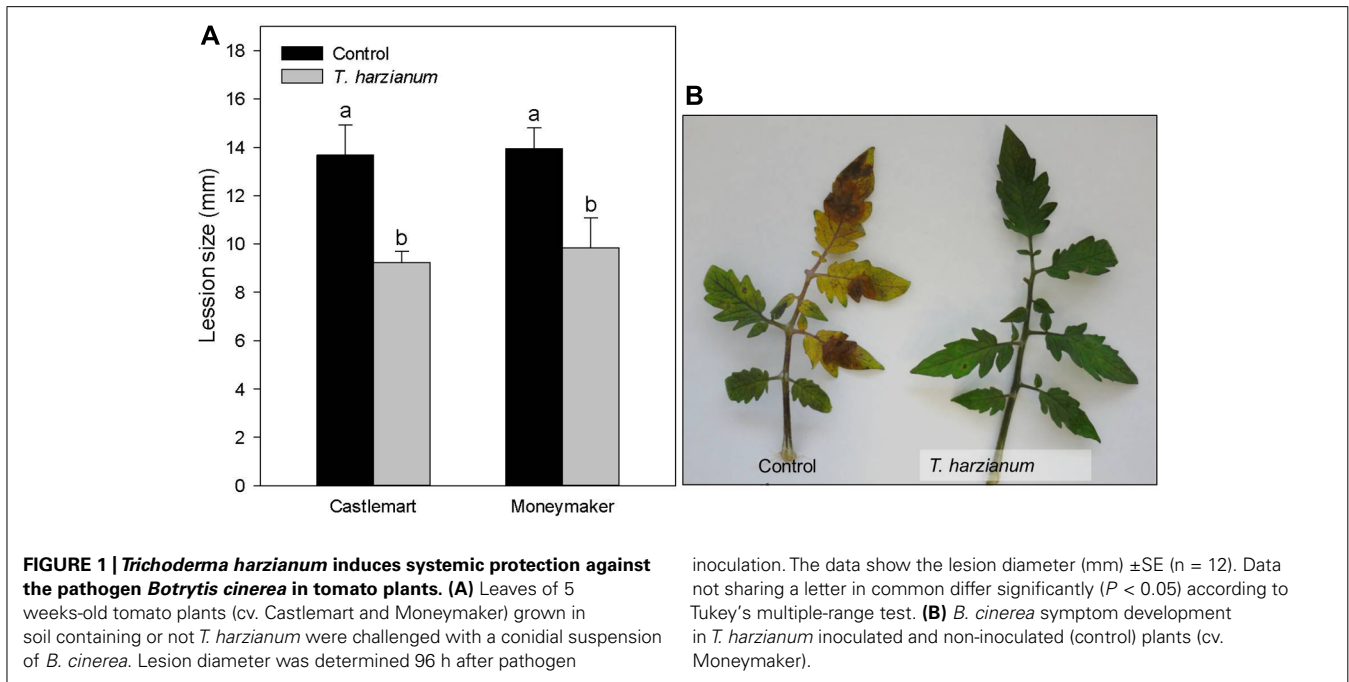 A
18
16
14
12
10
8
6
4
2
0
Lession size (mm)
Control
T. harzianum
a
b
a
b
Castlemart
Moneymaker
B
Control
T. harzianum
FIGURE 1 | Trichoderma harzianum induces systemic protection against
the pathogen Botrytis cinerea in tomato plants. (A) Leaves of 5
weeks-old tomato plants (cv. Castlemart and Moneymaker) grown in
soil containing or not T. harzianum were challenged with a conidial suspension
of B. cinerea. Lesion diameter was determined 96 h after pathogen
inoculation. The data show the lesion diameter (mm) ±SE (n = 12). Data
not sharing a letter in common differ significantly (P < 0.05) according to
Tukey's multiple-range test. (B) B. cinerea symptom development
in T. harzianum inoculated and non-inoculated (control) plants (cv.
Moneymaker).